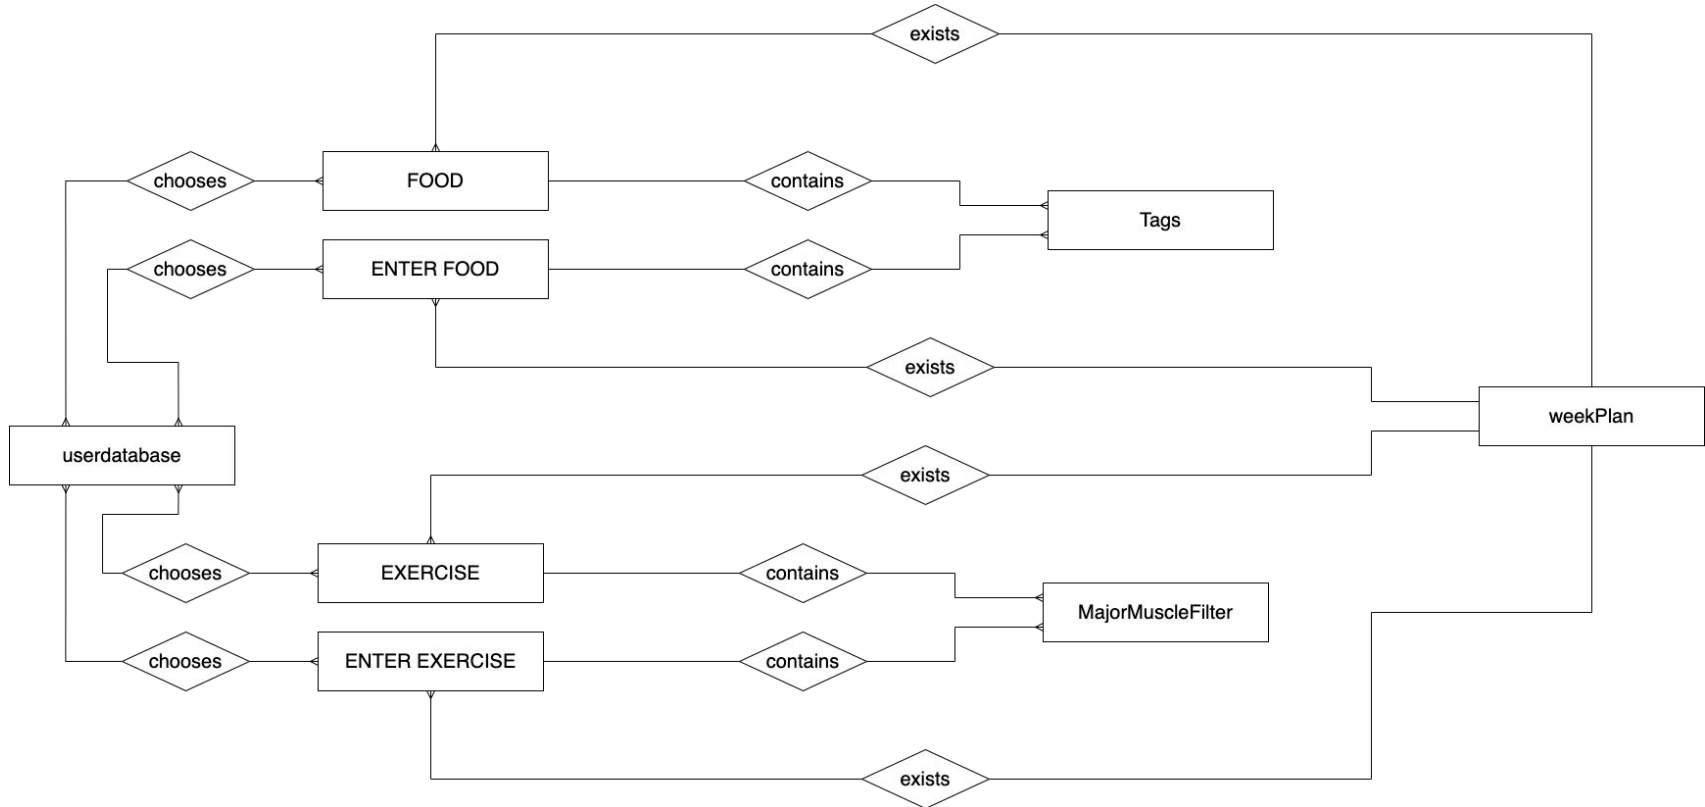 exists
chooses
FOOD
contains
Tags
chooses
ENTER FOOD
contains
exists
weekPlan
userdatabase
exists
chooses
EXERCISE
contains
MajorMuscleFilter
chooses
ENTER EXERCISE
contains
exists